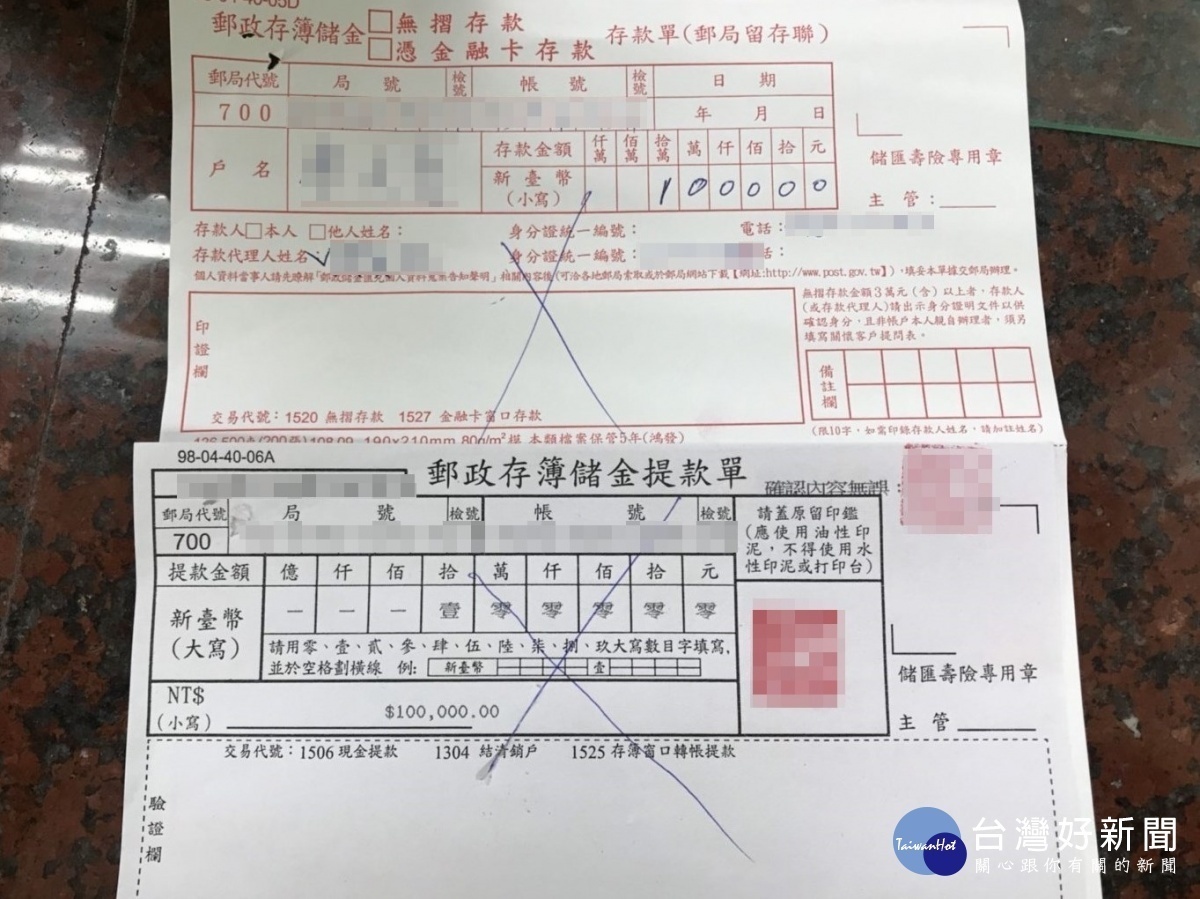 郵政存簿儲金 □無摺存款 存款單(郵局留存聯)
□憑金融卡存款
郵局代號 局 號 檢號 帳 號 檢號 日 期
700 年 月 日
戶 名 存款金額 仟萬 佰萬 拾萬 萬 仟 佰 拾 元
新臺幣(小寫) 1 0 0 0 0 0
儲匯壽險專用章
主 管:
存款人□本人 □他人姓名: 身分證統一編號: 電話:
存款代理人姓名: 身分證統一編號: 話:
無摺存款金額3萬元(含)以上者,存款人
(或存款代理人)請出示身分證明文件以供
確認身分,且非帳戶本人親自辦理者,須另
填寫關懷客戶提問表。
印證欄
備註欄
交易代號:1520 無摺存款 1527 金融卡窗口存款
(限10字,如需印錄存款人姓名,請加註姓名)
98-04-40-06A
郵政存簿儲金提款單
確認內容無誤:
郵局代號 局 號 檢號 帳 號 檢號
700
請蓋原留印鑑
(應使用油性印
泥,不得使用水
性印泥或打印台)
提款金額 億 仟 佰 拾 萬 仟 佰 拾 元
新臺幣(大寫) 一 一 一 壹 零 零 零 零 零
請用零、壹、貳、參、肆、伍、陸、柒、捌、玖大寫數目字填寫,
並於空格劃橫線 例: 新臺幣 壹
儲匯壽險專用章
NT$
(小寫) $100,000.00
主 管
交易代號:1506 現金提款 1304 結清銷戶 1525 存簿窗口轉帳提款
驗證欄
TaiwanHot
台灣好新聞
關心跟你有關的新聞